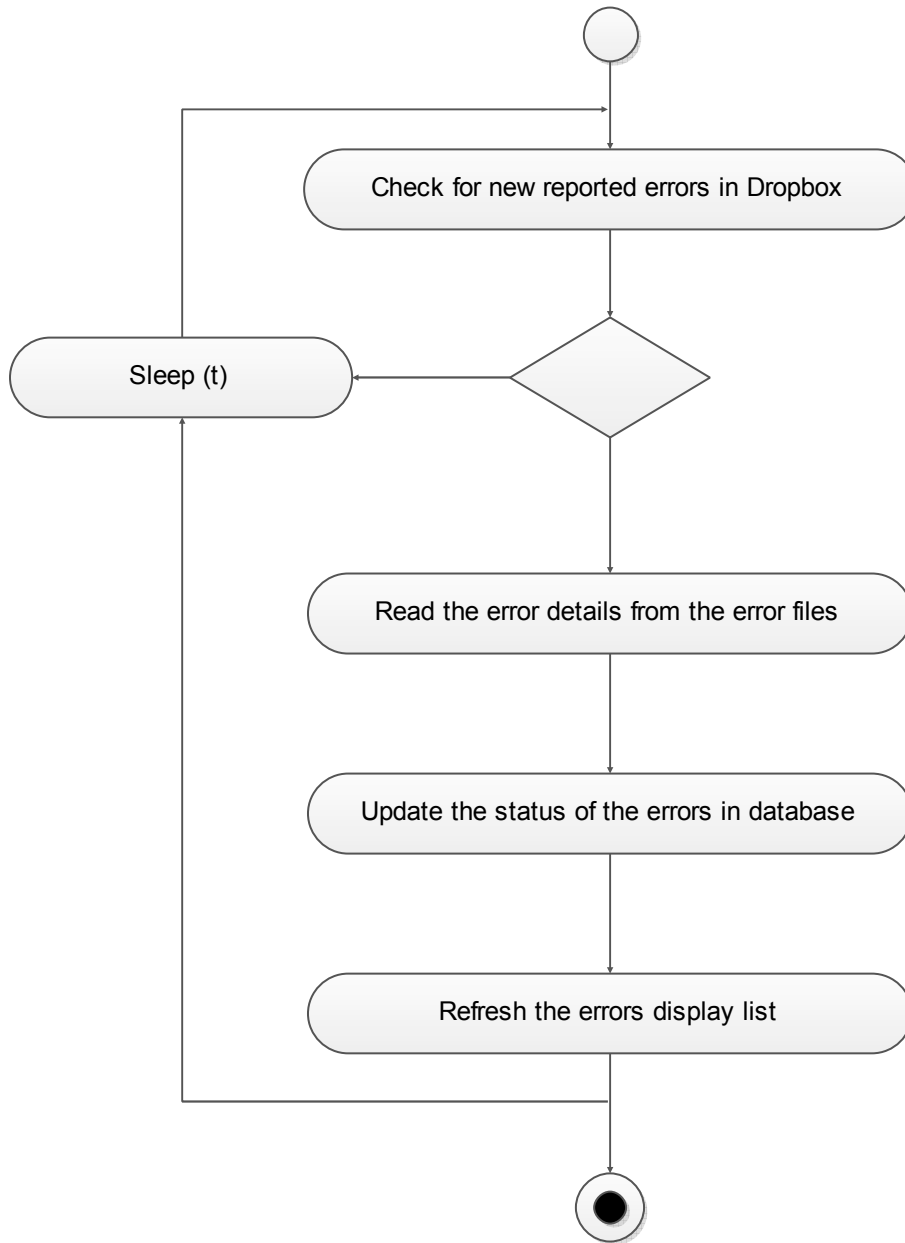 Check for new reported errors in Dropbox
Sleep (t)
Read the error details from the error files
Update the status of the errors in database
Refresh the errors display list